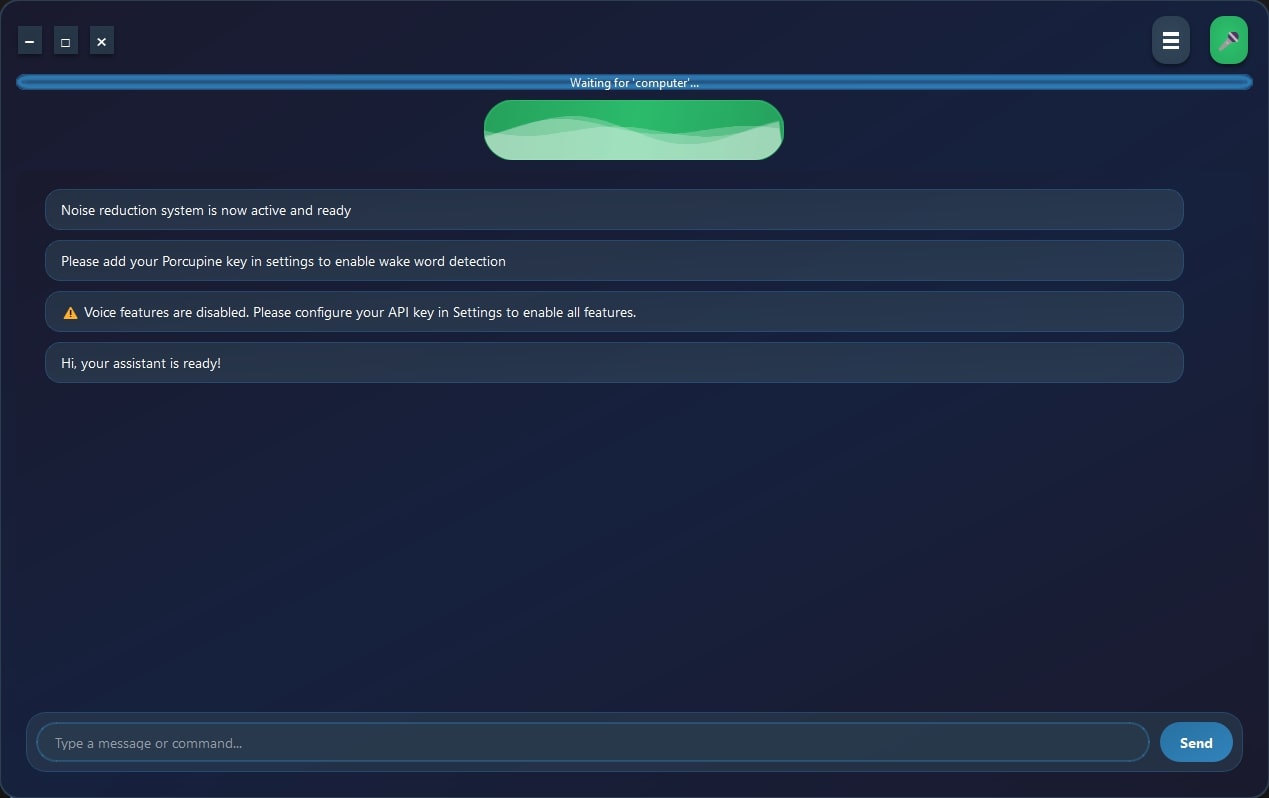 Waiting for 'computer'...
Noise reduction system is now active and ready
Please add your Porcupine key in settings to enable wake word detection
⚠ Voice features are disabled. Please configure your API key in Settings to enable all features.
Hi, your assistant is ready!
Type a message or command...
Send